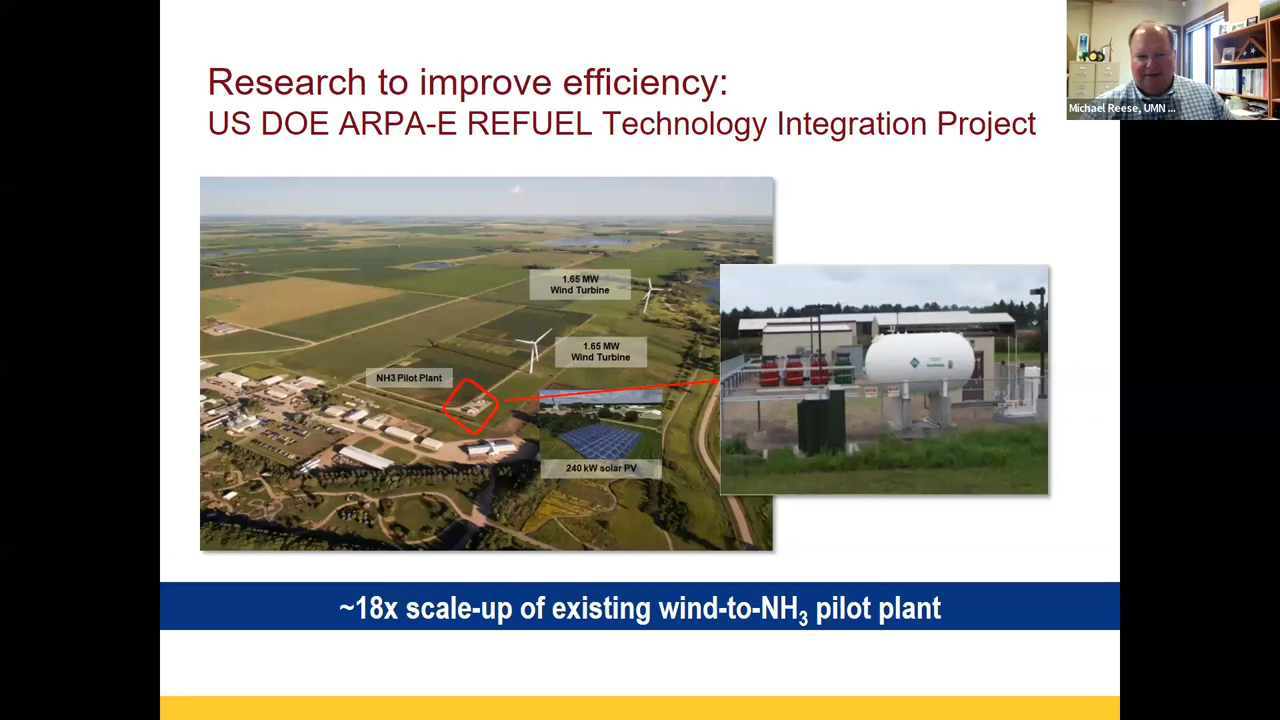 Research to improve efficiency:
US DOE ARPA-E REFUEL Technology Integration Project
Michael Reese, UMN ...
1.65 MW
Wind Turbine
1.65 MW
Wind Turbine
NH3 Pilot Plant
240 kW solar PV
~18x scale-up of existing wind-to-NH₃ pilot plant